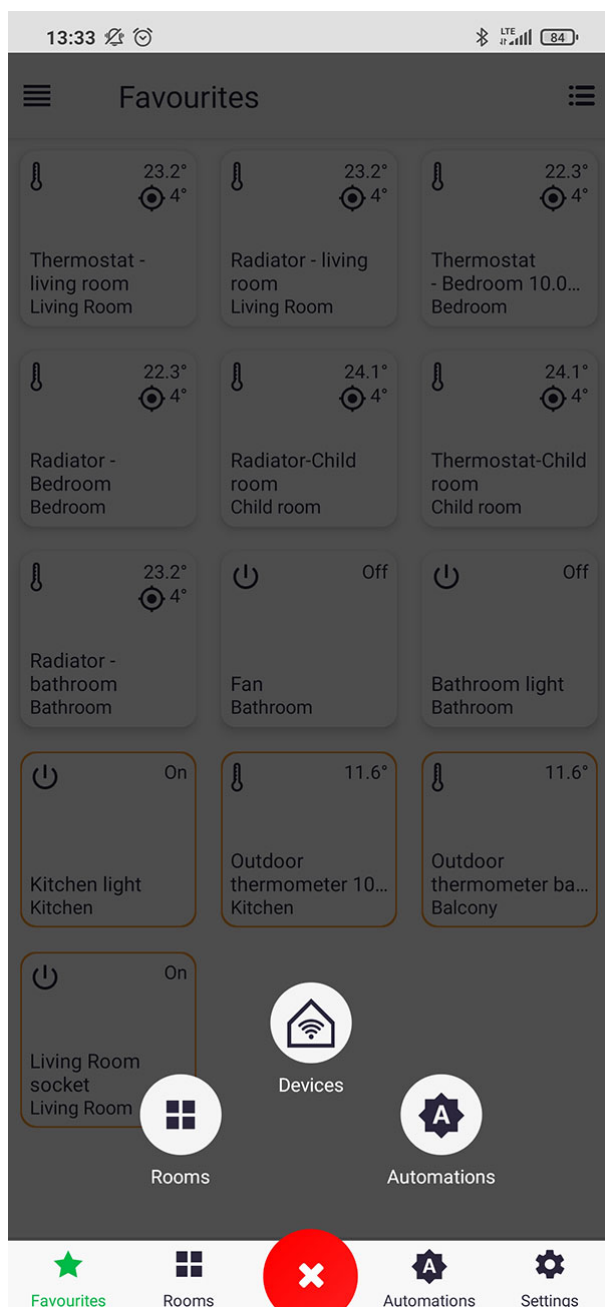 13:33
LTE
84
Favourites
23.2°
4°
Thermostat -
living room
Living Room
23.2°
4°
Radiator - living
room
Living Room
22.3°
4°
Thermostat
- Bedroom 10.0...
Bedroom
22.3°
4°
Radiator -
Bedroom
Bedroom
24.1°
4°
Radiator-Child
room
Child room
24.1°
4°
Thermostat-Child
room
Child room
23.2°
4°
Radiator -
bathroom
Bathroom
Off
Fan
Bathroom
Off
Bathroom light
Bathroom
On
Kitchen light
Kitchen
11.6°
Outdoor
thermometer 10...
Kitchen
11.6°
Outdoor
thermometer ba...
Balcony
On
Living Room
socket
Living Room
Devices
Rooms
A
Automations
Favourites
Rooms
A
Automations
Settings